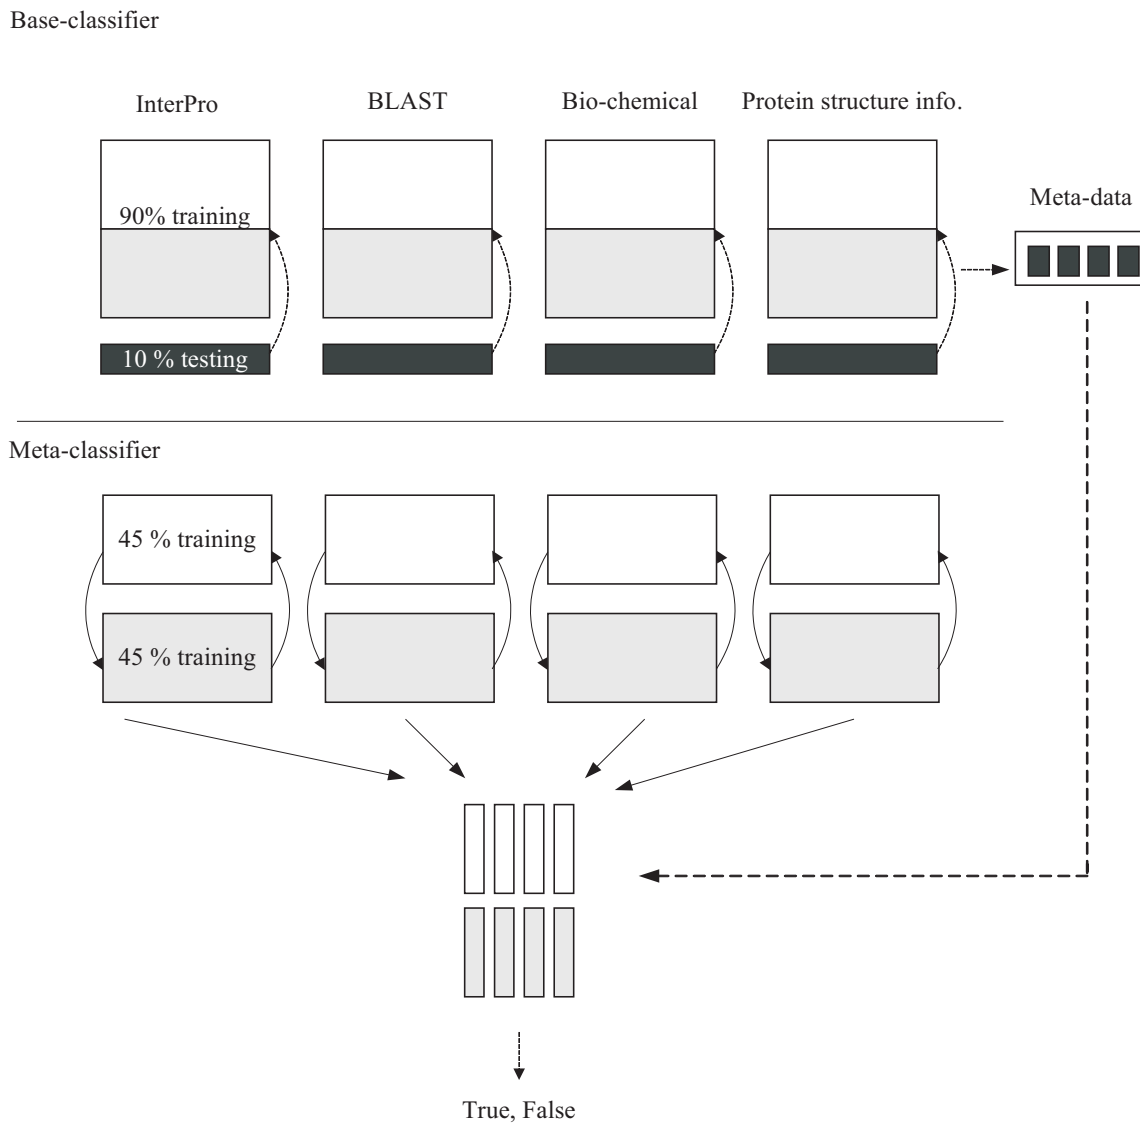 Base-classifier
InterPro
BLAST
Bio-chemical
Protein structure info.
90% training
Meta-data
10 % testing
Meta-classifier
45 % training
45 % training
True, False